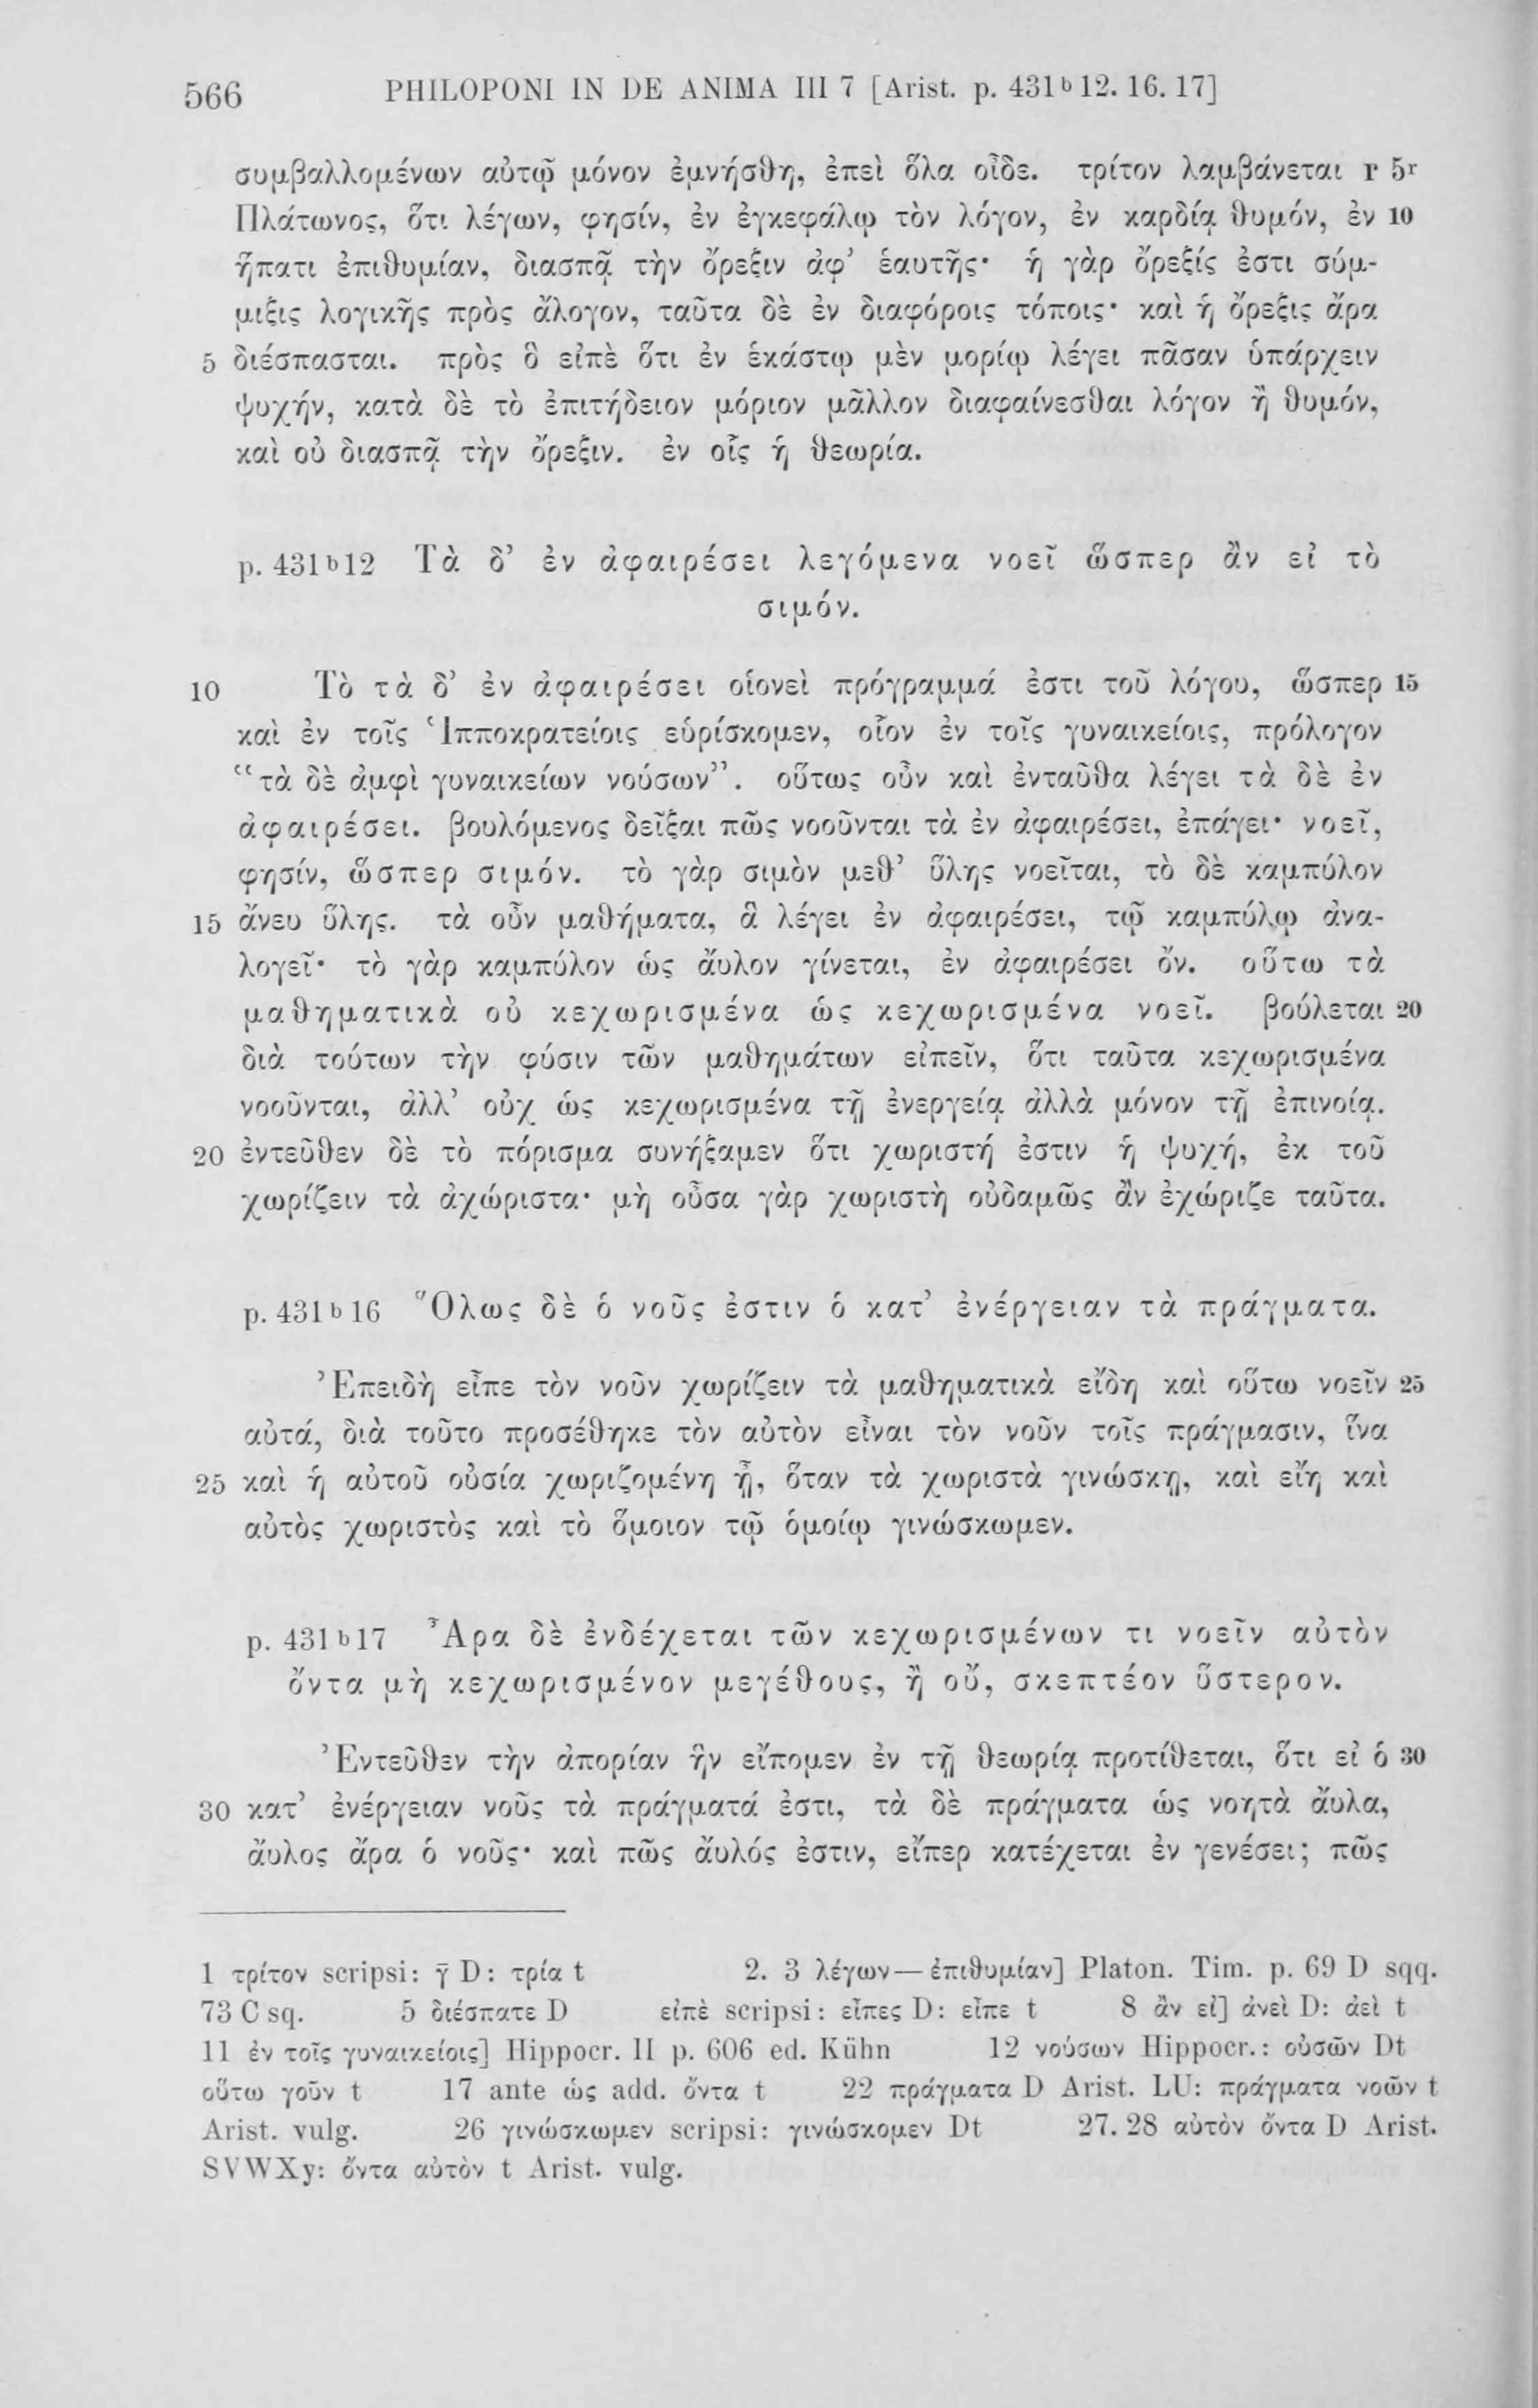 566 PHILOPONI IN DE ANIMA III 7 [Arist. p. 431ᵇ12. 16. 17]
συμβαλλομένων αὐτῷ μόνον ἐμνήσθη, ἐπεὶ ὅλα οἶδε. τρίτον λαμβάνεται r 5ʳ
Πλάτωνος, ὅτι λέγων, φησίν, ἐν ἐγκεφάλῳ τὸν λόγον, ἐν καρδίᾳ θυμόν, ἐν 10
ἥπατι ἐπιθυμίαν, διασπᾷ τὴν ὄρεξιν ἀφ’ ἑαυτῆς· ἡ γὰρ ὄρεξίς ἐστι σύμ-
μιξις λογικῆς πρὸς ἄλογον, ταῦτα δὲ ἐν διαφόροις τόποις· καὶ ἡ ὄρεξις ἄρα
5 διέσπασται. πρὸς ὃ εἰπὲ ὅτι ἐν ἑκάστῳ μὲν μορίῳ λέγει πᾶσαν ὑπάρχειν
ψυχήν, κατὰ δὲ τὸ ἐπιτήδειον μόριον μᾶλλον διαφαίνεσθαι λόγον ἢ θυμόν,
καὶ οὐ διασπᾷ τὴν ὄρεξιν. ἐν οἷς ἡ θεωρία.
p. 431ᵇ12 Τὰ δ’ ἐν ἀφαιρέσει λεγόμενα νοεῖ ὥσπερ ἂν εἰ τὸ
σιμόν.
10 Τὸ τὰ δ’ ἐν ἀφαιρέσει οἱονεὶ πρόγραμμά ἐστι τοῦ λόγου, ὥσπερ 15
καὶ ἐν τοῖς Ἱπποκρατείοις εὑρίσκομεν, οἷον ἐν τοῖς γυναικείοις, πρόλογον
“τὰ δὲ ἀμφὶ γυναικείων νούσων”. οὕτως οὖν καὶ ἐνταῦθα λέγει τὰ δὲ ἐν
ἀφαιρέσει. βουλόμενος δεῖξαι πῶς νοοῦνται τὰ ἐν ἀφαιρέσει, ἐπάγει· νοεῖ,
φησίν, ὥσπερ σιμόν. τὸ γὰρ σιμὸν μεθ’ ὕλης νοεῖται, τὸ δὲ καμπύλον
15 ἄνευ ὕλης. τὰ οὖν μαθήματα, ἃ λέγει ἐν ἀφαιρέσει, τῷ καμπύλῳ ἀνα-
λογεῖ· τὸ γὰρ καμπύλον ὡς ἄυλον γίνεται, ἐν ἀφαιρέσει ὄν. οὕτω τὰ
μαθηματικὰ οὐ κεχωρισμένα ὡς κεχωρισμένα νοεῖ. βούλεται 20
διὰ τούτων τὴν φύσιν τῶν μαθημάτων εἰπεῖν, ὅτι ταῦτα κεχωρισμένα
νοοῦνται, ἀλλ’ οὐχ ὡς κεχωρισμένα τῇ ἐνεργείᾳ ἀλλὰ μόνον τῇ ἐπινοίᾳ.
20 ἐντεῦθεν δὲ τὸ πόρισμα συνήξαμεν ὅτι χωριστή ἐστιν ἡ ψυχή, ἐκ τοῦ
χωρίζειν τὰ ἀχώριστα· μὴ οὖσα γὰρ χωριστὴ οὐδαμῶς ἂν ἐχώριζε ταῦτα.
p. 431ᵇ16 Ὅλως δὲ ὁ νοῦς ἐστιν ὁ κατ’ ἐνέργειαν τὰ πράγματα.
Ἐπειδὴ εἶπε τὸν νοῦν χωρίζειν τὰ μαθηματικὰ εἴδη καὶ οὕτω νοεῖν 25
αὐτά, διὰ τοῦτο προσέθηκε τὸν αὐτὸν εἶναι τὸν νοῦν τοῖς πράγμασιν, ἵνα
25 καὶ ἡ αὐτοῦ οὐσία χωριζομένη ᾖ, ὅταν τὰ χωριστὰ γινώσκῃ, καὶ εἴη καὶ
αὐτὸς χωριστὸς καὶ τὸ ὅμοιον τῷ ὁμοίῳ γινώσκωμεν.
p. 431ᵇ17 Ἆρα δὲ ἐνδέχεται τῶν κεχωρισμένων τι νοεῖν αὐτὸν
ὄντα μὴ κεχωρισμένον μεγέθους, ἢ οὔ, σκεπτέον ὕστερον.
Ἐντεῦθεν τὴν ἀπορίαν ἣν εἴπομεν ἐν τῇ θεωρίᾳ προτίθεται, ὅτι εἰ ὁ 30
30 κατ’ ἐνέργειαν νοῦς τὰ πράγματά ἐστι, τὰ δὲ πράγματα ὡς νοητὰ ἄυλα,
ἄυλος ἄρα ὁ νοῦς· καὶ πῶς ἄυλός ἐστιν, εἴπερ κατέχεται ἐν γενέσει; πῶς
1 τρίτον scripsi: γ̄ D: τρία t 2. 3 λέγων—ἐπιθυμίαν] Platon. Tim. p. 69 D sqq.
73 C sq. 5 διέσπατε D εἰπὲ scripsi: εἶπες D: εἶπε t 8 ἂν εἰ] ἀνεὶ D: ἀεὶ t
11 ἐν τοῖς γυναικείοις] Hippocr. II p. 606 ed. Kühn 12 νούσων Hippocr.: οὐσῶν Dt
οὕτω γοῦν t 17 ante ὡς add. ὄντα t 22 πράγματα D Arist. LU: πράγματα νοῶν t
Arist. vulg. 26 γινώσκωμεν scripsi: γινώσκομεν Dt 27. 28 αὐτὸν ὄντα D Arist.
SVWXy: ὄντα αὐτὸν t Arist. vulg.